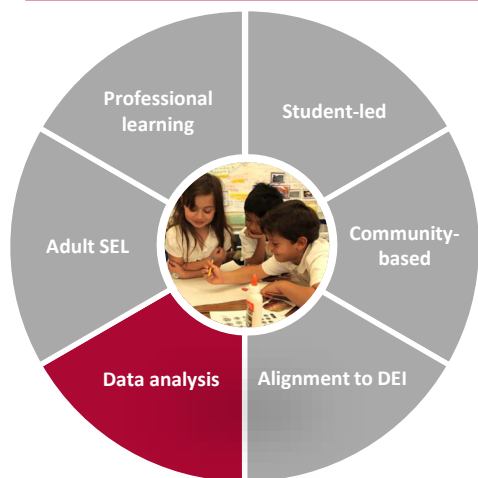 Professional
learning
Student-led
Adult SEL
Community-
based
Data analysis
Alignment to DEI